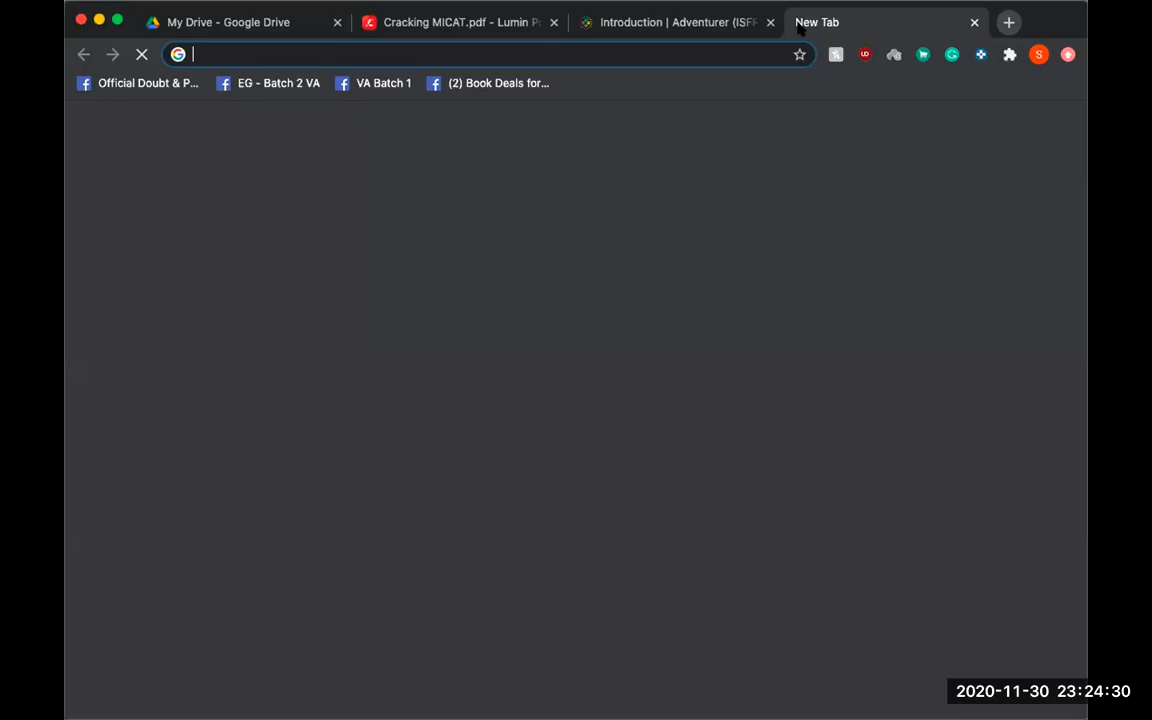 My Drive - Google Drive
Cracking MICAT.pdf - Lumin P
Introduction | Adventurer (ISFP
New Tab
Official Doubt & P...
EG - Batch 2 VA
VA Batch 1
(2) Book Deals for...
2020-11-30 23:24:30